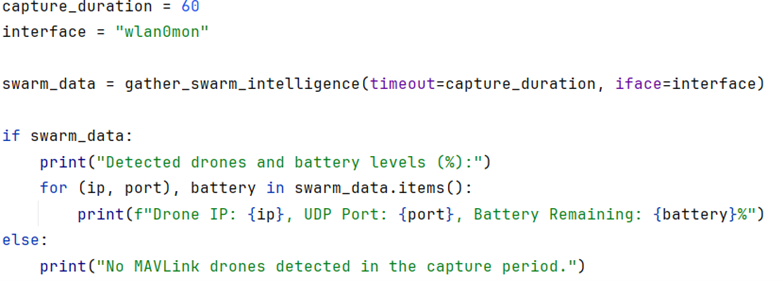 capture_duration = 60
interface = "wlan0mon"
swarm_data = gather_swarm_intelligence(timeout=capture_duration, iface=interface)
if swarm_data:
    print("Detected drones and battery levels (%):")
    for (ip, port), battery in swarm_data.items():
        print(f"Drone IP: {ip}, UDP Port: {port}, Battery Remaining: {battery}%")
else:
    print("No MAVLink drones detected in the capture period.")